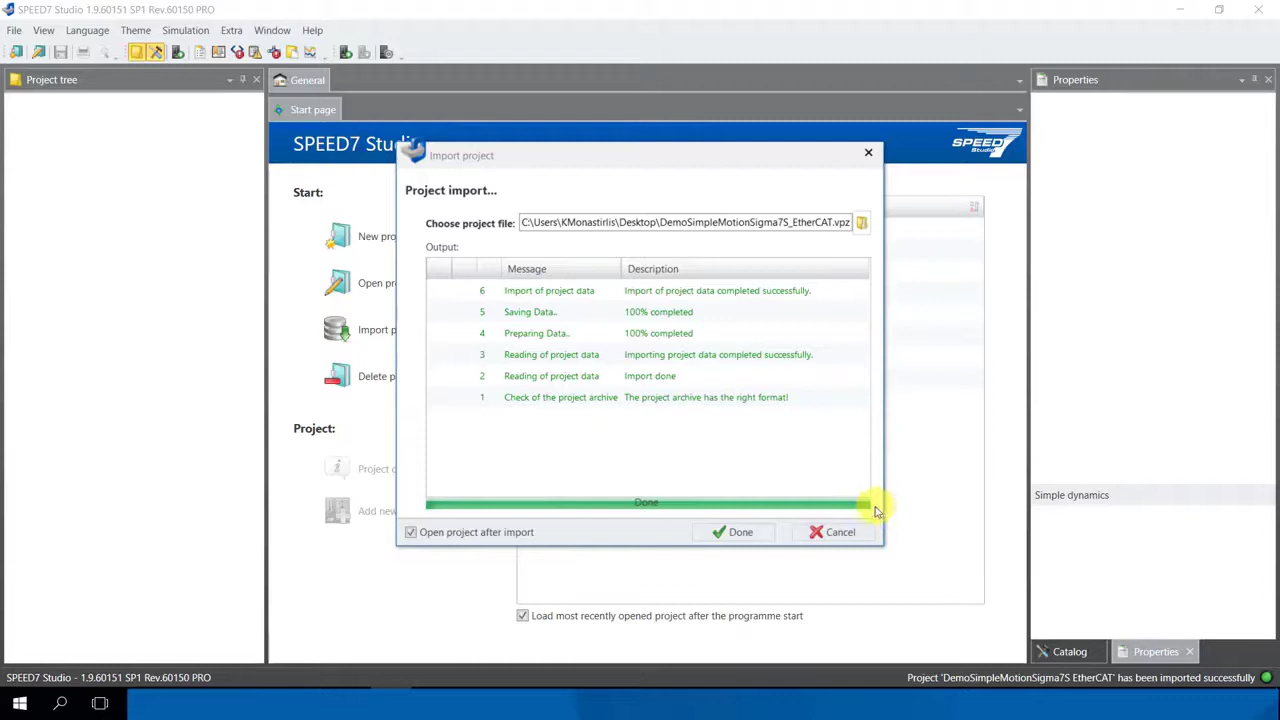 SPEED7 Studio 1.9.60151 SP1 Rev.60150 PRO
File View Language Theme Simulation Extra Window Help
Project tree
General
Properties
Start page
SPEED7
SPEED7
Studio
Import project
Start:
Project import...
Choose project file: C:\Users\KMonastirlis\Desktop\DemoSimpleMotionSigma7S_EtherCAT.vpz
New
Output:
Message Description
Open
6 Import of project data Import of project data completed successfully.
5 Saving Data.. 100% completed
Import
4 Preparing Data.. 100% completed
3 Reading of project data Importing project data completed successfully.
Delete
2 Reading of project data Import done
1 Check of the project archive The project archive has the right format!
Project:
Project
Simple dynamics
Done
Add new
Open project after import Done Cancel
Load most recently opened project after the programme start
Catalog Properties
SPEED7 Studio - 1.9.60151 SP1 Rev.60150 PRO Project 'DemoSimpleMotionSigma7S EtherCAT' has been imported successfully